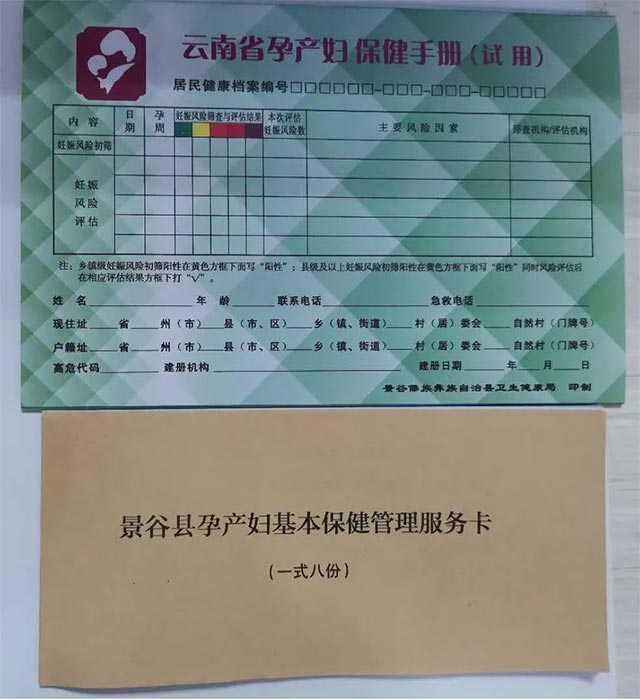 云南省孕产妇 保健手册(试用)
居民健康档案编号□□□□□□-□□□-□□□-□□□□□
内容 日期 孕周 妊娠风险筛查与评估结果 本次评估妊娠风险数 主要风险因素 筛查机构/评估机构
妊娠风险初筛
妊娠
风险
评估
注:乡镇级妊娠风险初筛阳性在黄色方框下面写“阳性”;县级及以上妊娠风险初筛阳性在黄色方框下面写“阳性”同时风险评估后
在相应评估结果方框下打“√”。
姓 名 年 龄 联系电话 急救电话
现住址 省 州(市) 县(市、区) 乡(镇、街道) 村(居)委会 自然村(门牌号)
户籍址 省 州(市) 县(市、区) 乡(镇、街道) 村(居)委会 自然村(门牌号)
高危代码 建册机构 建册日期 年 月 日
景谷傣族彝族自治县卫生健康局 印制
景谷县孕产妇基本保健管理服务卡
(一式八份)